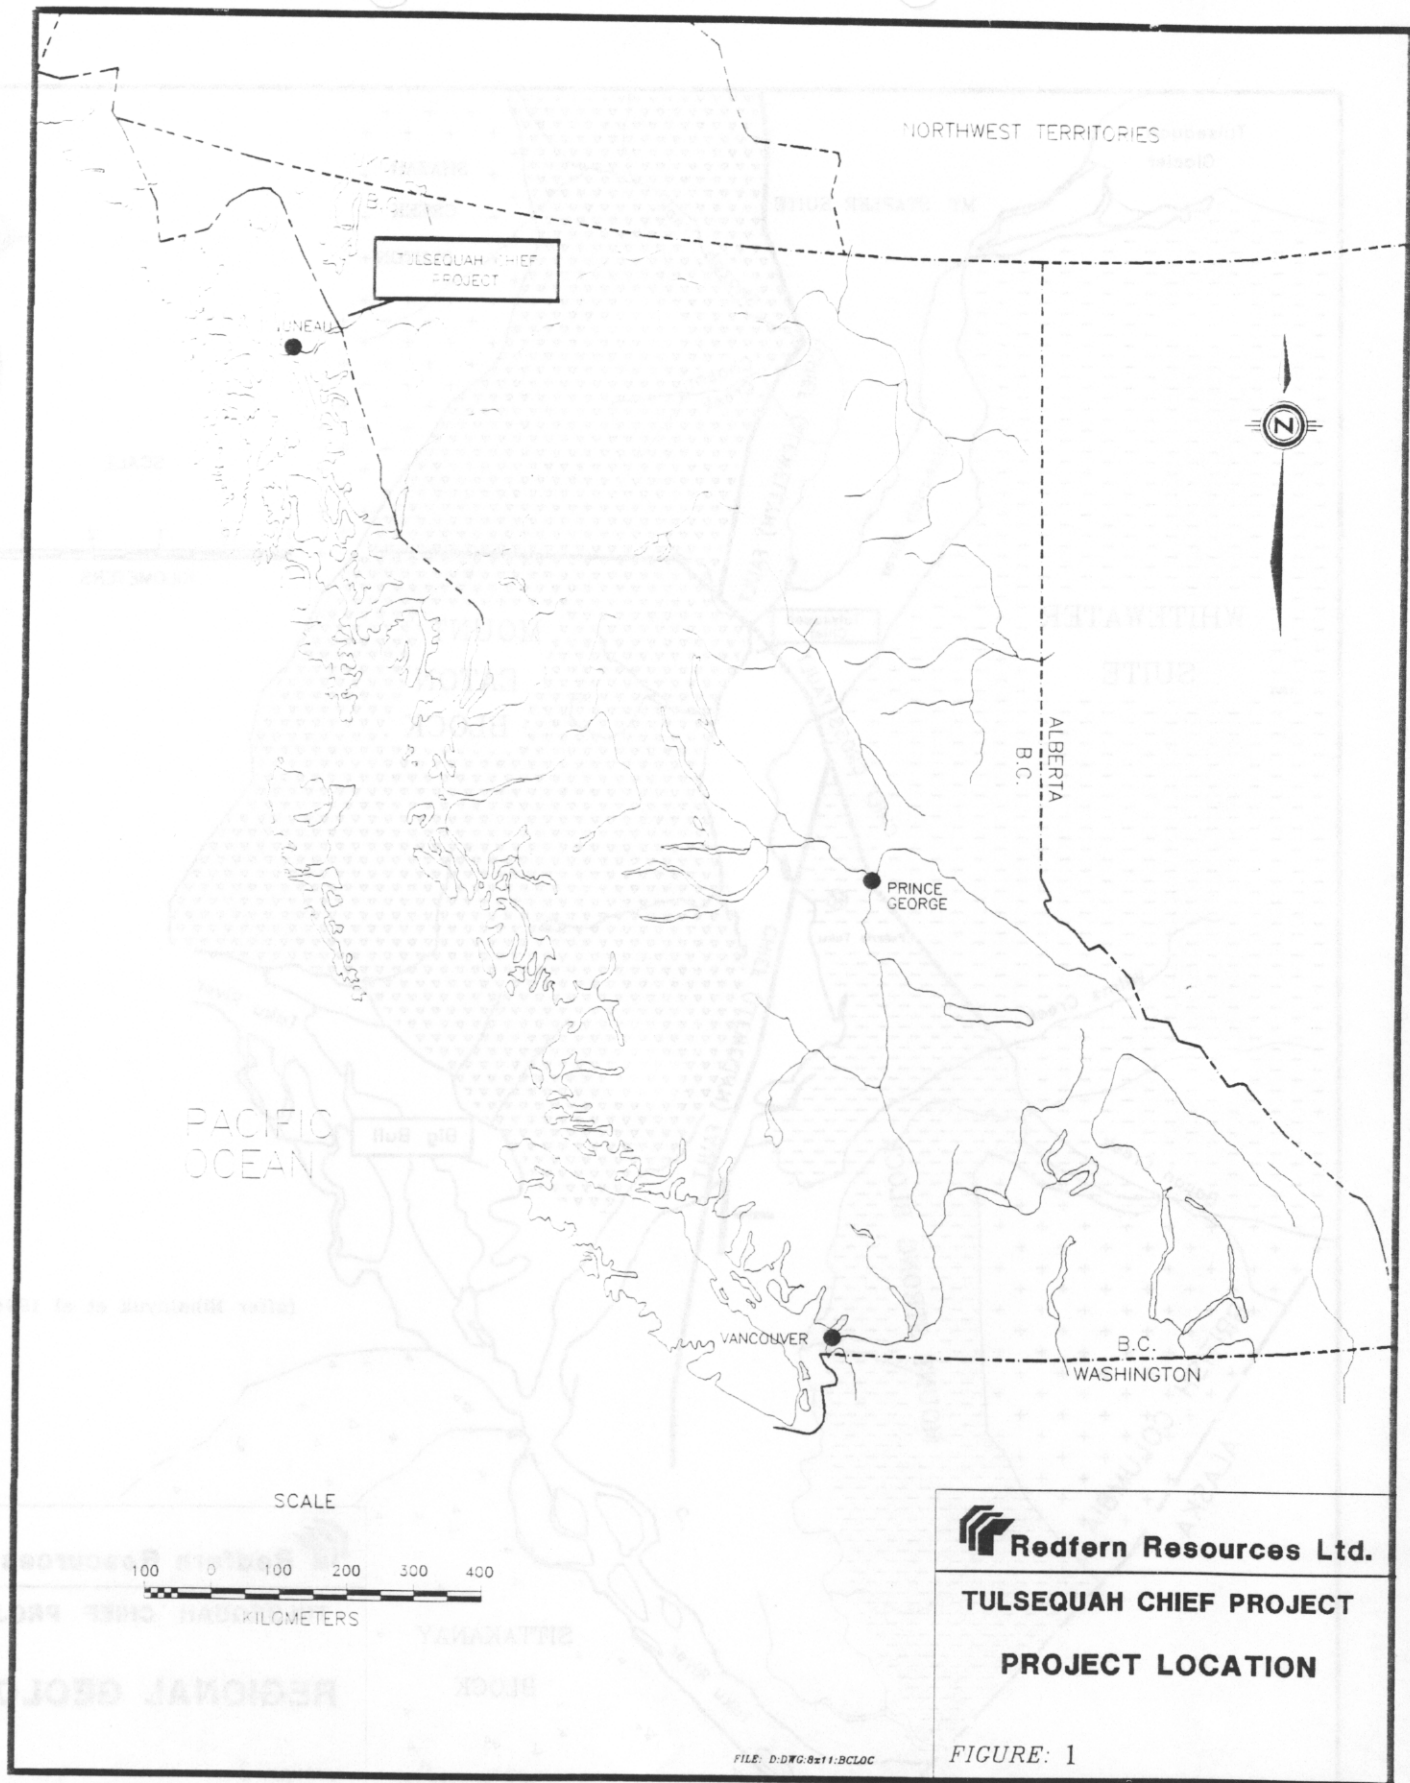 NORTHWEST TERRITORIES
B.C.
TULSEQUAH CHIEF
PROJECT
JUNEAU
ALBERTA
B.C.
PRINCE
GEORGE
PACIFIC
OCEAN
VANCOUVER
B.C.
WASHINGTON
SCALE
100 0 100 200 300 400
KILOMETERS
Redfern Resources Ltd.
TULSEQUAH CHIEF PROJECT
PROJECT LOCATION
FIGURE: 1
FILE: D:DWG:8x11:BCLOC
N